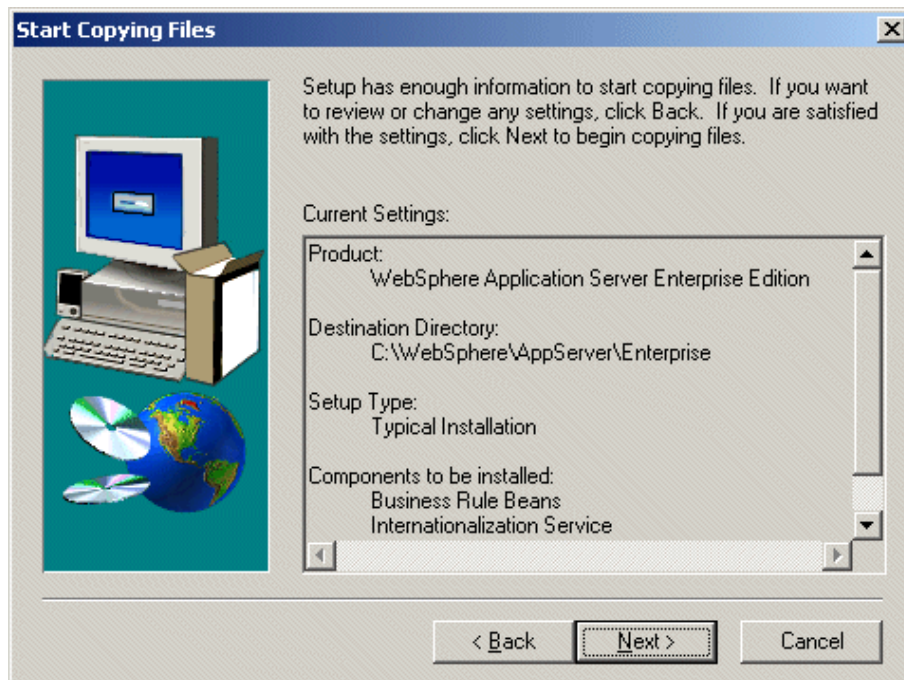 Start Copying Files
Setup has enough information to start copying files.  If you want
to review or change any settings, click Back.  If you are satisfied
with the settings, click Next to begin copying files.
Current Settings:
Product:
WebSphere Application Server Enterprise Edition
Destination Directory:
C:\WebSphere\AppServer\Enterprise
Setup Type:
Typical Installation
Components to be installed:
Business Rule Beans
Internationalization Service
< Back
Next >
Cancel